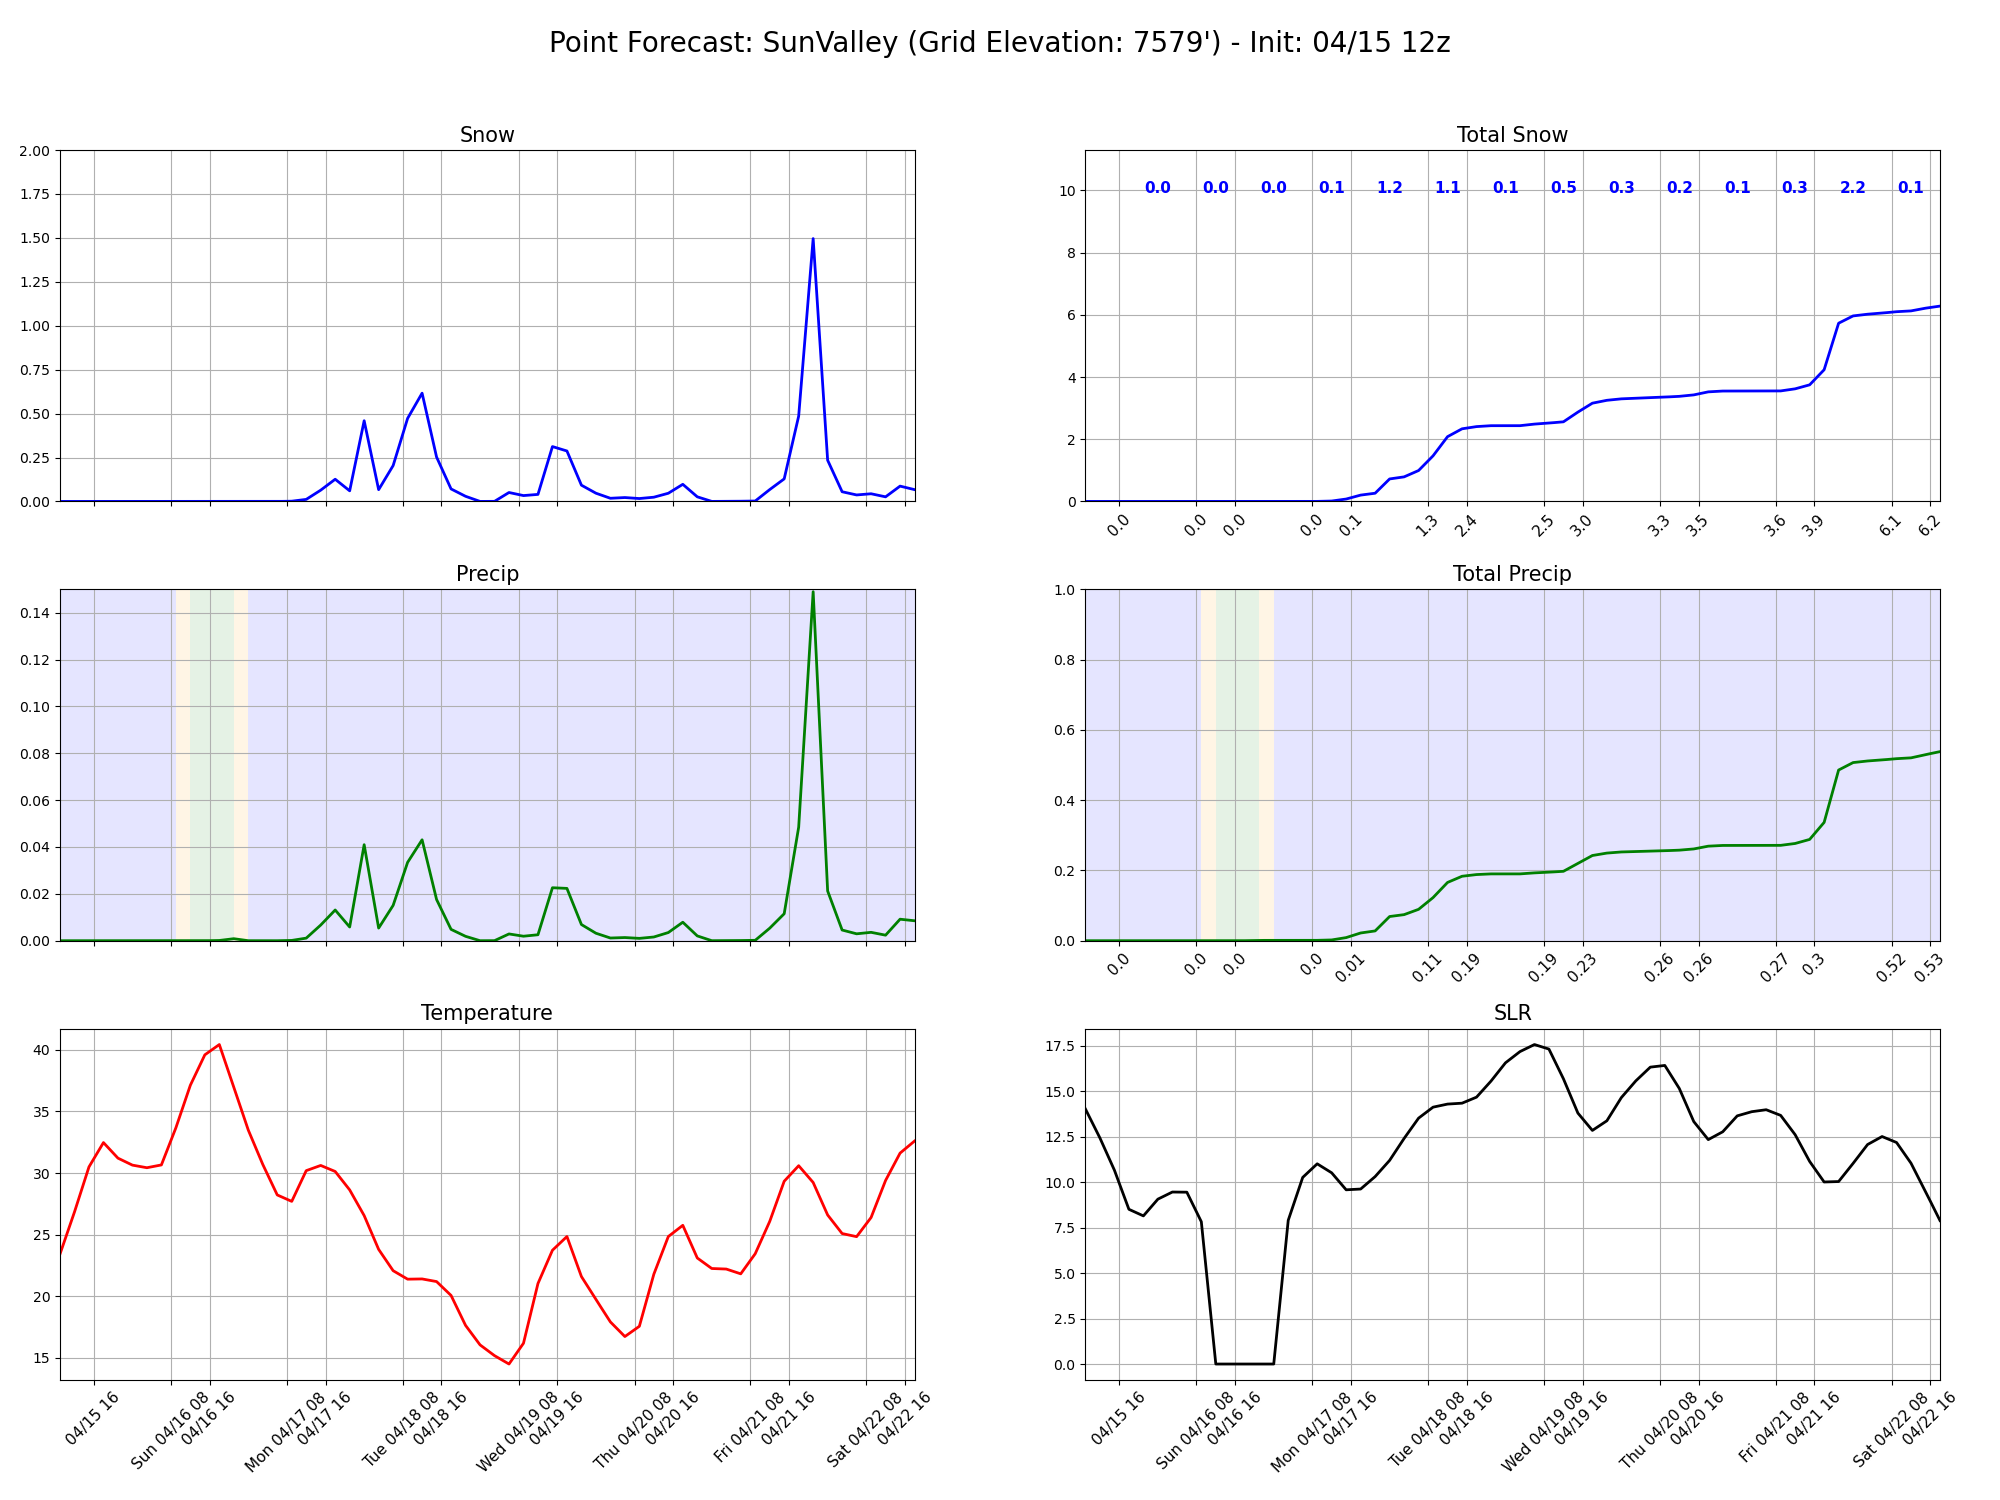 Point Forecast: SunValley (Grid Elevation: 7579') - Init: 04/15 12z
Snow
2.00
1.75
1.50
1.25
1.00
0.75
0.50
0.25
0.00
Total Snow
10
8
6
4
2
0
0.0 0.0 0.0 0.1 1.2 1.1 0.1 0.5 0.3 0.2 0.1 0.3 2.2 0.1
0.0 0.0 0.0 0.0 0.1 1.3 2.4 2.5 3.0 3.3 3.5 3.6 3.9 6.1 6.2
Precip
0.14
0.12
0.10
0.08
0.06
0.04
0.02
0.00
Total Precip
1.0
0.8
0.6
0.4
0.2
0.0
0.0 0.0 0.0 0.0 0.01 0.11 0.19 0.19 0.23 0.26 0.26 0.27 0.3 0.52 0.53
Temperature
40
35
30
25
20
15
04/15 16
Sun 04/16 08
04/16 16
Mon 04/17 08
04/17 16
Tue 04/18 08
04/18 16
Wed 04/19 08
04/19 16
Thu 04/20 08
04/20 16
Fri 04/21 08
04/21 16
Sat 04/22 08
04/22 16
SLR
17.5
15.0
12.5
10.0
7.5
5.0
2.5
0.0
04/15 16
Sun 04/16 08
04/16 16
Mon 04/17 08
04/17 16
Tue 04/18 08
04/18 16
Wed 04/19 08
04/19 16
Thu 04/20 08
04/20 16
Fri 04/21 08
04/21 16
Sat 04/22 08
04/22 16